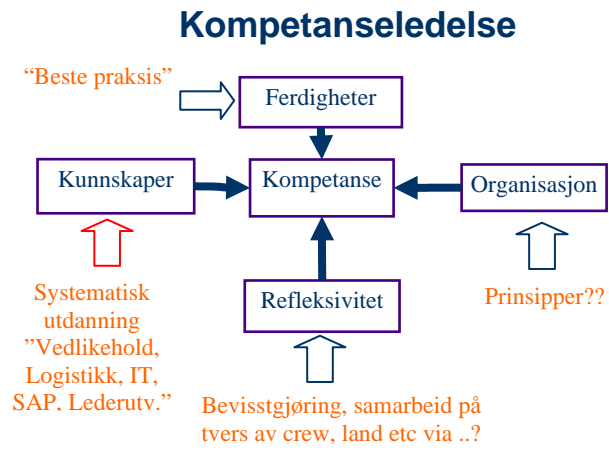 Kompetanseledelse
“Beste praksis”
Ferdigheter
Kunnskaper
Kompetanse
Organisasjon
Systematisk
utdanning
”Vedlikehold,
Logistikk, IT,
SAP, Lederutv.”
Refleksivitet
Prinsipper??
Bevisstgjøring, samarbeid på
tvers av crew, land etc via ..?